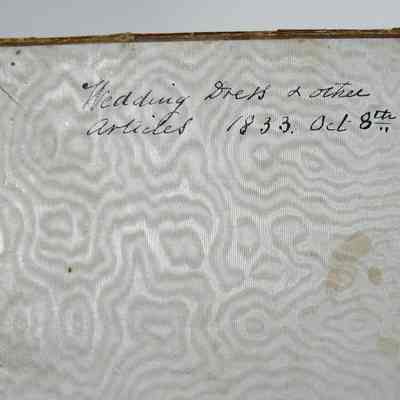 Wedding Dress & other
Articles 1833. Oct 8th